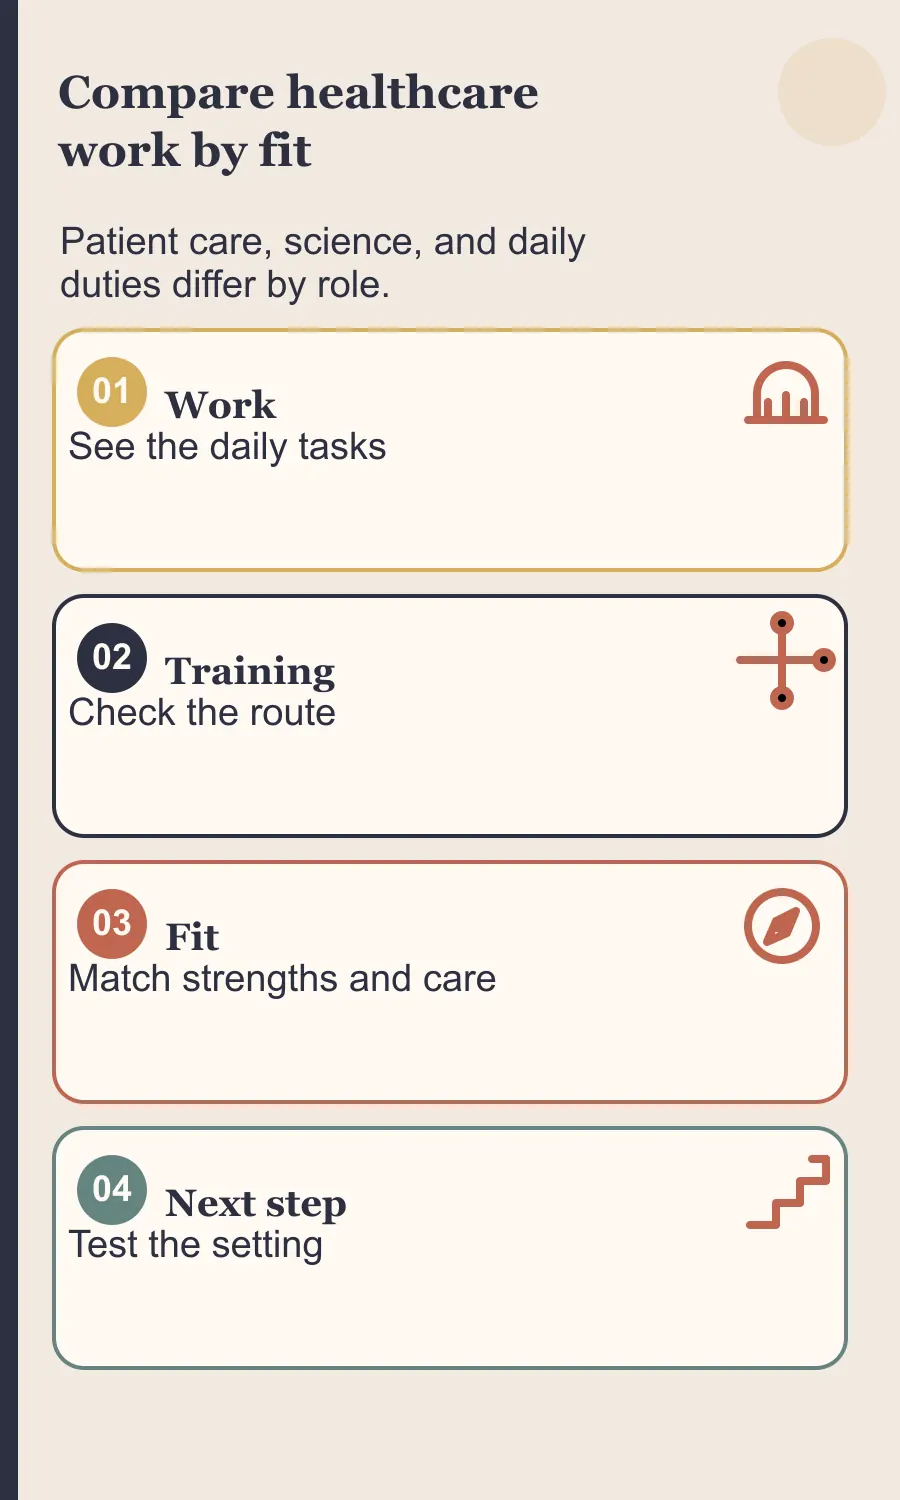 Compare healthcare
work by fit
Patient care, science, and daily
duties differ by role.
01
Work
See the daily tasks
02
Training
Check the route
03
Fit
Match strengths and care
04
Next step
Test the setting